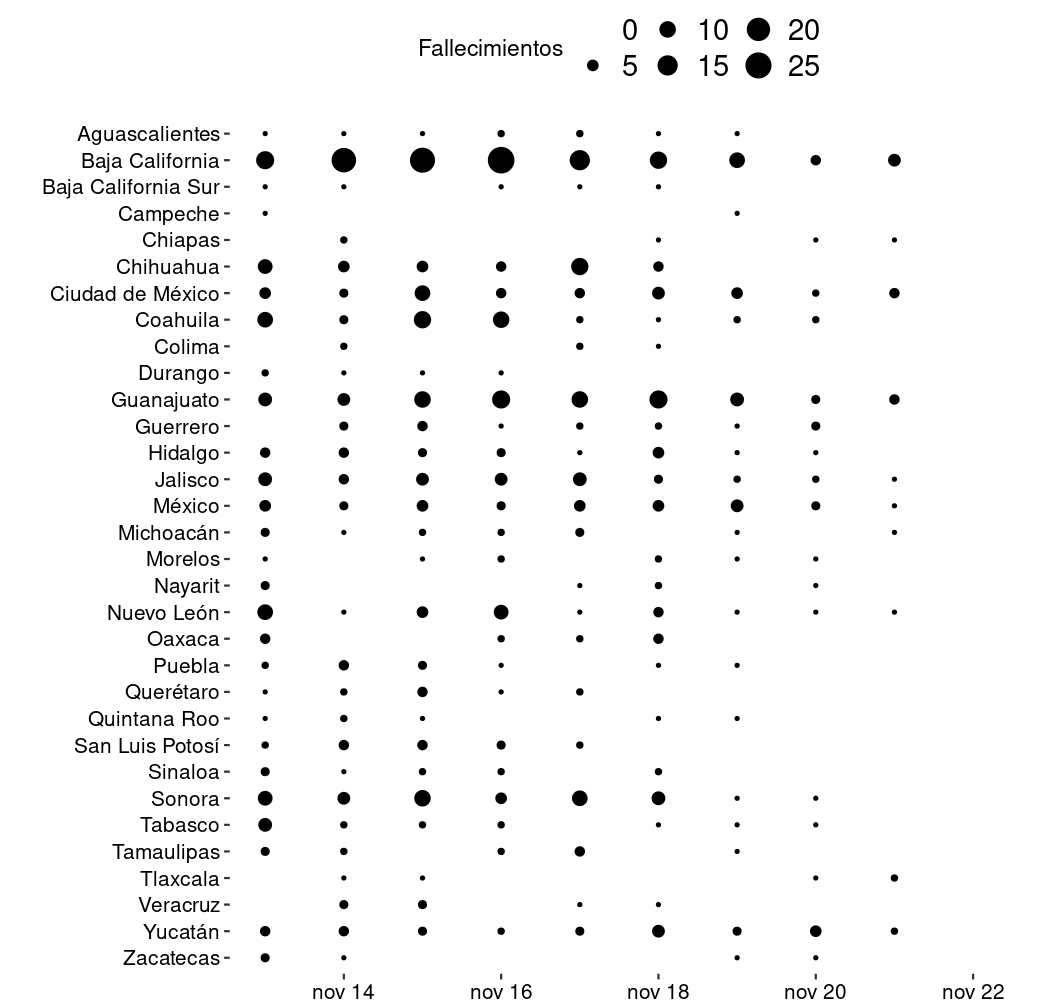 Fallecimientos
0 10 20
5 15 25
Aguascalientes
Baja California
Baja California Sur
Campeche
Chiapas
Chihuahua
Ciudad de México
Coahuila
Colima
Durango
Guanajuato
Guerrero
Hidalgo
Jalisco
México
Michoacán
Morelos
Nayarit
Nuevo León
Oaxaca
Puebla
Querétaro
Quintana Roo
San Luis Potosí
Sinaloa
Sonora
Tabasco
Tamaulipas
Tlaxcala
Veracruz
Yucatán
Zacatecas
nov 14 nov 16 nov 18 nov 20 nov 22